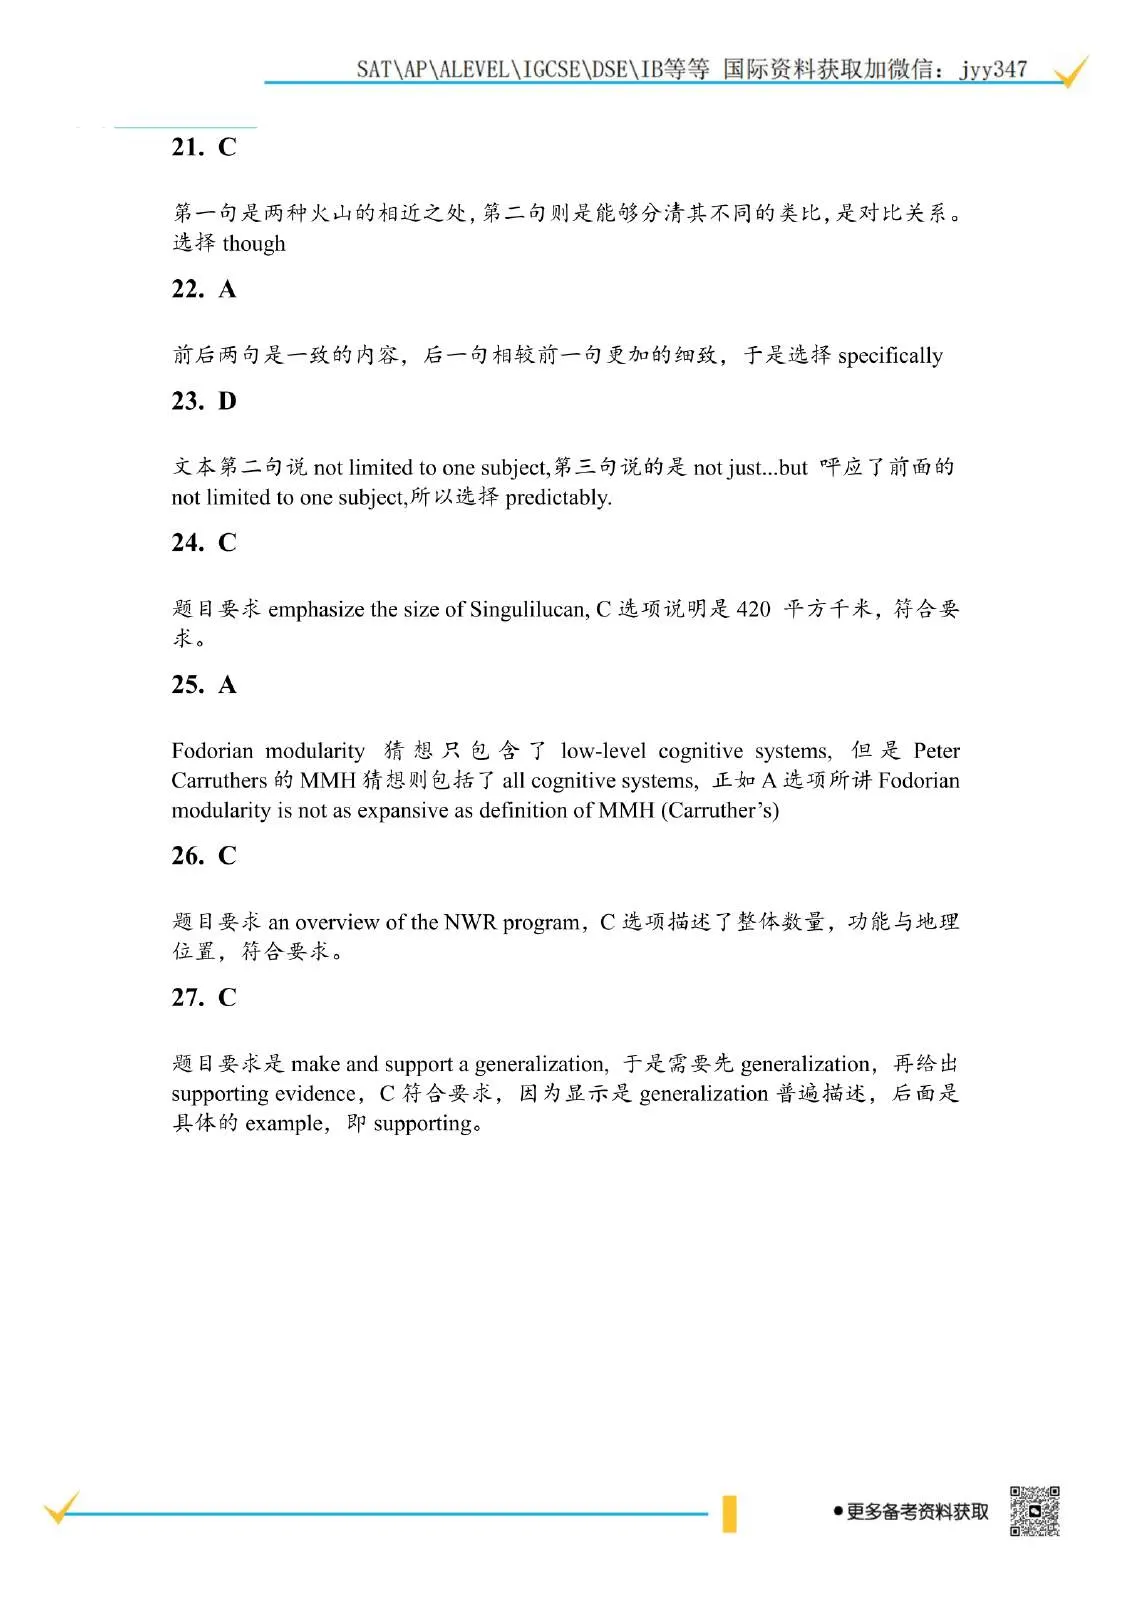 SAT\AP\ALEVEL\IGCSE\DSE\IB等等 国际资料获取加微信：jyy347
21. C
第一句是两种火山的相近之处，第二句则是能够分清其不同的类比，是对比关系。
选择 though
22. A
前后两句是一致的内容，后一句相较前一句更加的细致，于是选择 specifically
23. D
文本第二句说 not limited to one subject,第三句说的是 not just...but 呼应了前面的
not limited to one subject,所以选择 predictably.
24. C
题目要求 emphasize the size of Singulilucan, C 选项说明是 420 平方千米，符合要
求。
25. A
Fodorian modularity 猜想只包含了 low-level cognitive systems, 但是 Peter
Carruthers 的 MMH 猜想则包括了 all cognitive systems, 正如 A 选项所讲 Fodorian
modularity is not as expansive as definition of MMH (Carruther’s)
26. C
题目要求 an overview of the NWR program，C 选项描述了整体数量，功能与地理
位置，符合要求。
27. C
题目要求是 make and support a generalization, 于是需要先 generalization，再给出
supporting evidence，C 符合要求，因为显示是 generalization 普遍描述，后面是
具体的 example，即 supporting。
●更多备考资料获取